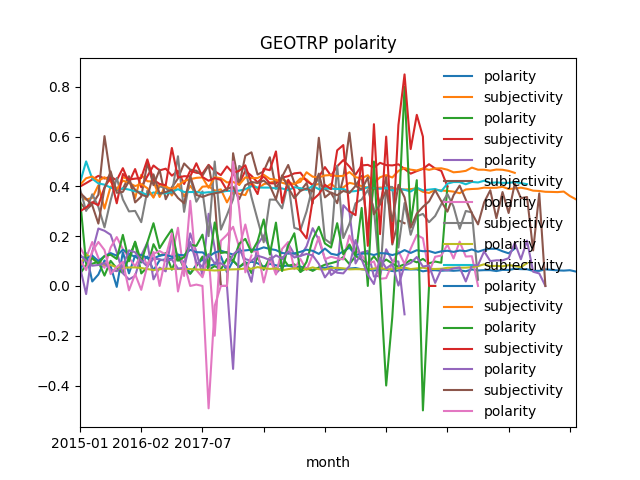 GEOTRP polarity
0.8
0.6
0.4
0.2
0.0
−0.2
−0.4
2015-01 2016-02 2017-07
month
polarity
subjectivity
polarity
subjectivity
polarity
subjectivity
polarity
subjectivity
polarity
subjectivity
polarity
subjectivity
polarity
subjectivity
polarity
subjectivity
polarity